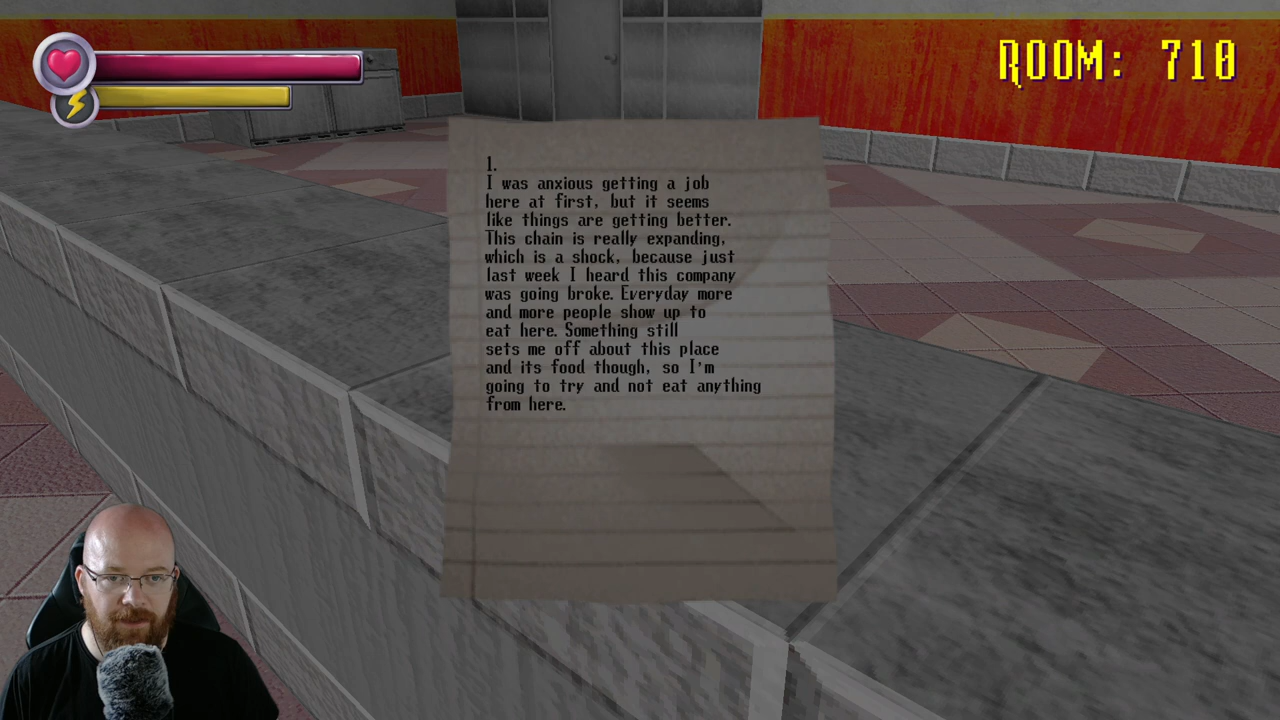 ROOM: 710
1.
I was anxious getting a job
here at first, but it seems
like things are getting better.
This chain is really expanding,
which is a shock, because just
last week I heard this company
was going broke. Everyday more
and more people show up to
eat here. Something still
sets me off about this place
and its food though, so I'm
going to try and not eat anything
from here.